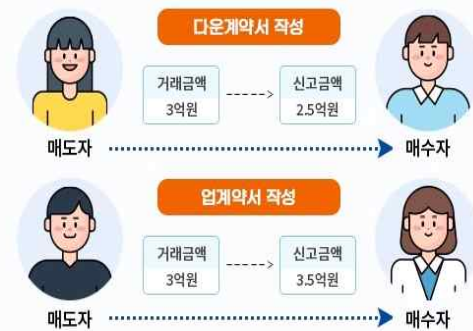 다운계약서 작성
거래금액
3억원
----->
신고금액
2.5억원
매도자
매수자
업계약서 작성
거래금액
3억원
----->
신고금액
3.5억원
매도자
매수자